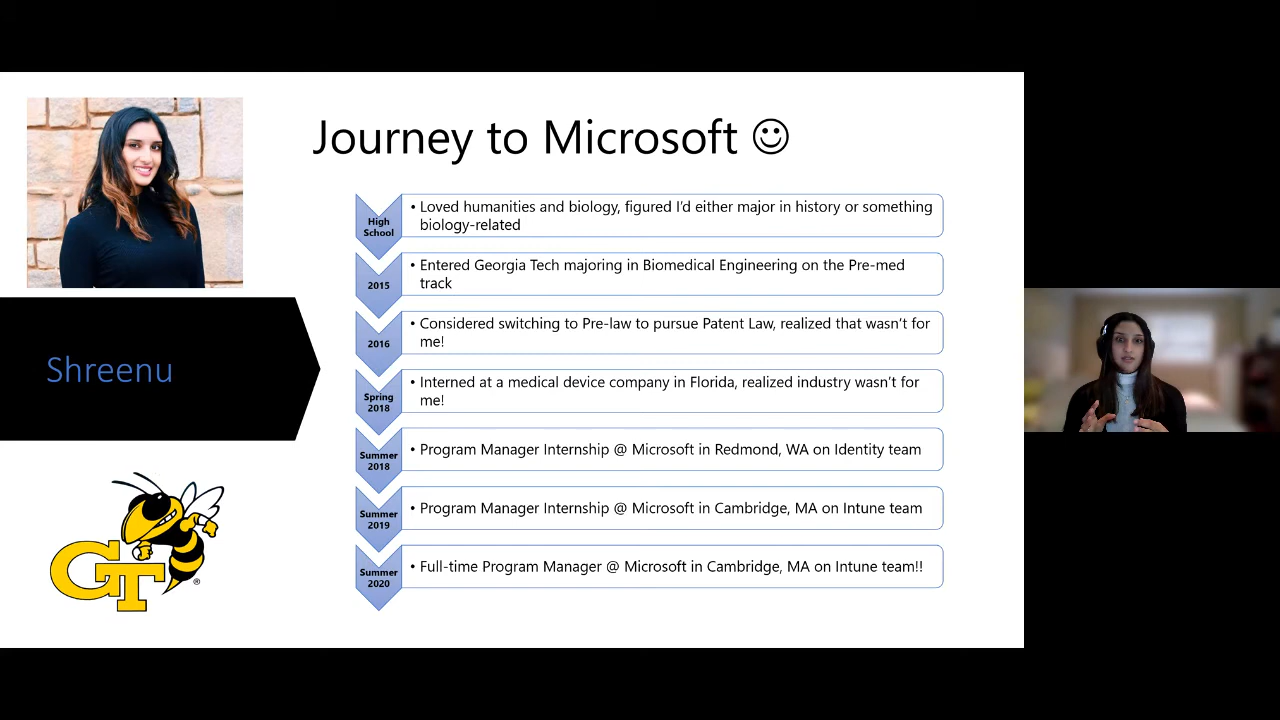 Journey to Microsoft ☺
High
School
• Loved humanities and biology, figured I'd either major in history or something
biology-related
2015
• Entered Georgia Tech majoring in Biomedical Engineering on the Pre-med
track
2016
• Considered switching to Pre-law to pursue Patent Law, realized that wasn't for
me!
Spring
2018
• Interned at a medical device company in Florida, realized industry wasn't for
me!
Summer
2018
• Program Manager Internship @ Microsoft in Redmond, WA on Identity team
Summer
2019
• Program Manager Internship @ Microsoft in Cambridge, MA on Intune team
Summer
2020
• Full-time Program Manager @ Microsoft in Cambridge, MA on Intune team!!
Shreenu
GT
®